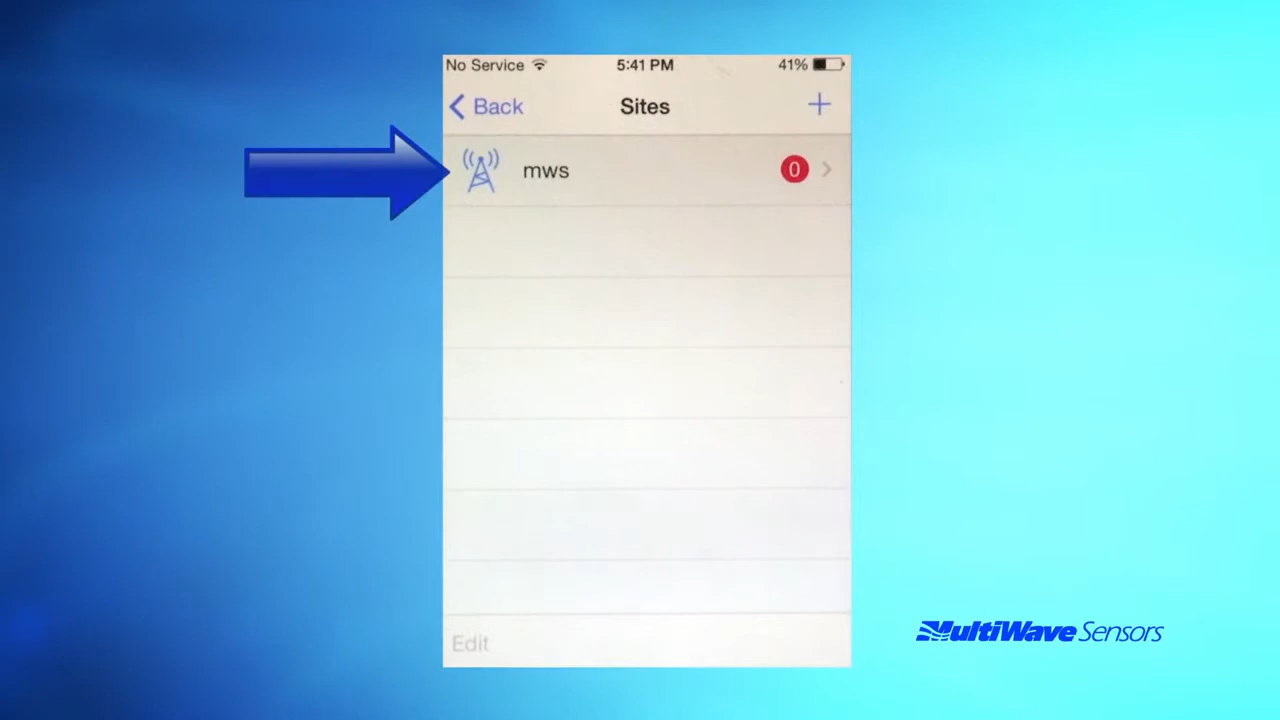 No Service 5:41 PM 41%
Back Sites +
mws 0
Edit
MultiWave Sensors